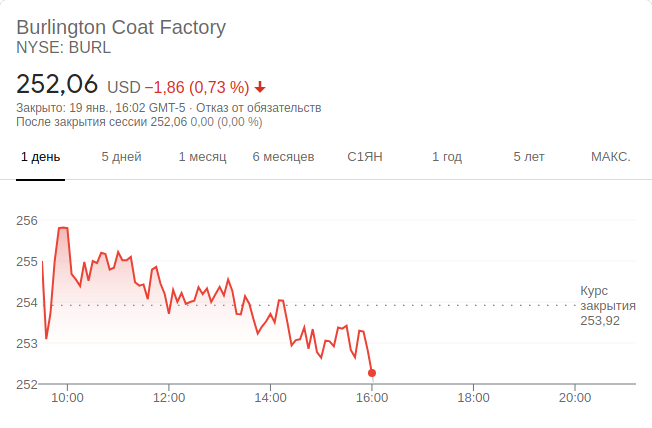 Burlington Coat Factory
NYSE: BURL
252,06 USD −1,86 (0,73 %)
Закрыто: 19 янв., 16:02 GMT-5 · Отказ от обязательств
После закрытия сессии 252,06 0,00 (0,00 %)
1 день 5 дней 1 месяц 6 месяцев С1ЯН 1 год 5 лет МАКС.
256
255
254
253
252
Курс
закрытия
253,92
10:00 12:00 14:00 16:00 18:00 20:00